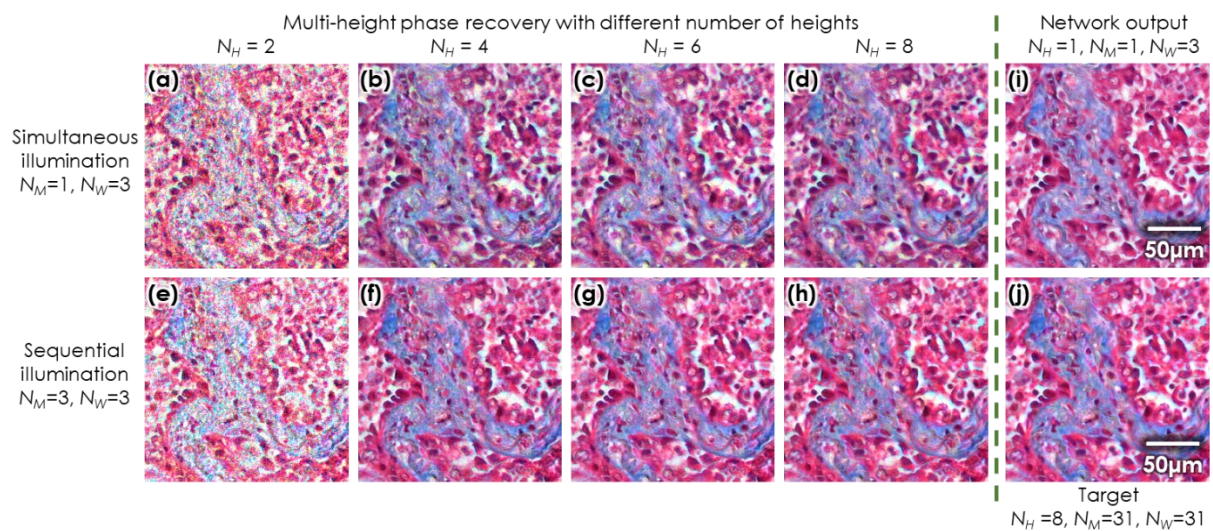 Multi-height phase recovery with different number of heights
N_H = 2
N_H = 4
N_H = 6
N_H = 8
Network output
N_H=1, N_M=1, N_W=3
Simultaneous
illumination
N_M=1, N_W=3
(a)
(b)
(c)
(d)
(i)
50μm
Sequential
illumination
N_M=3, N_W=3
(e)
(f)
(g)
(h)
(j)
50μm
Target
N_H=8, N_M=31, N_W=31